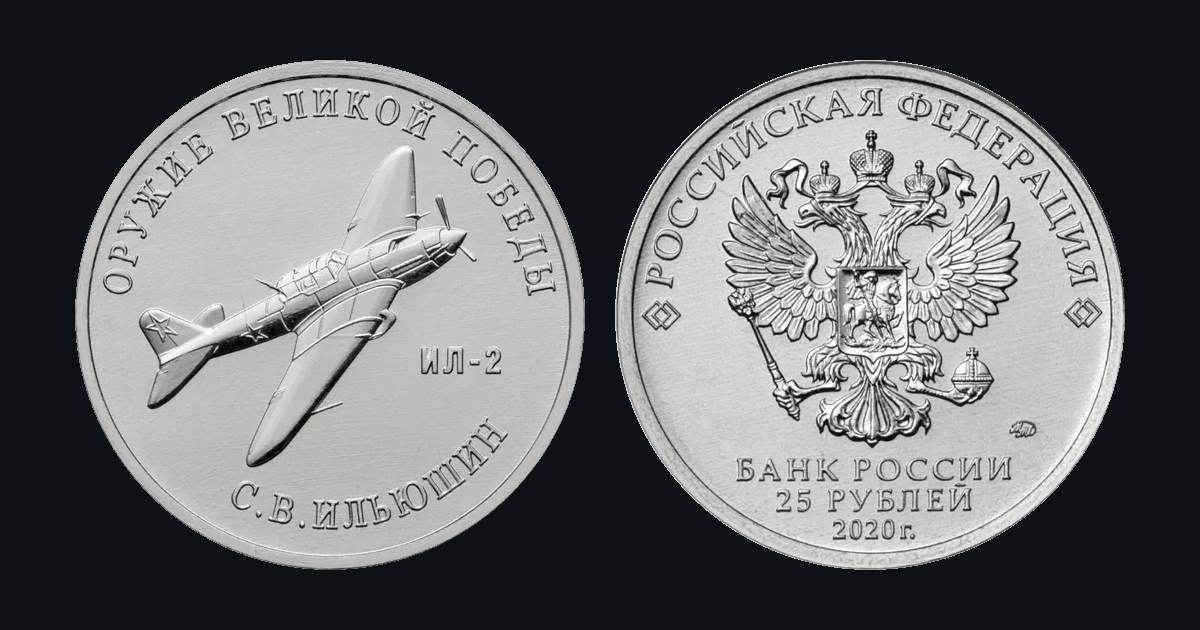 ОРУЖИЕ ВЕЛИКОЙ ПОБЕДЫ
ИЛ-2
С.В.ИЛЬЮШИН
РОССИЙСКАЯ ФЕДЕРАЦИЯ
БАНК РОССИИ
25 РУБЛЕЙ
2020 г.